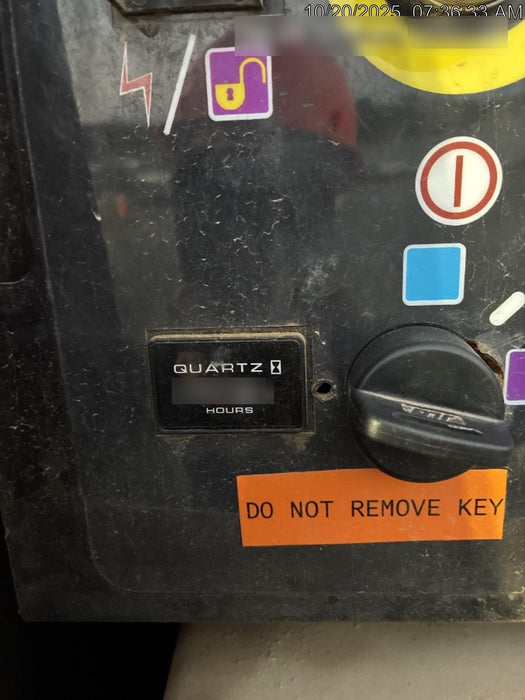 10/20/2025 07:36:33 AM
QUARTZ
HOURS
DO NOT REMOVE KEY